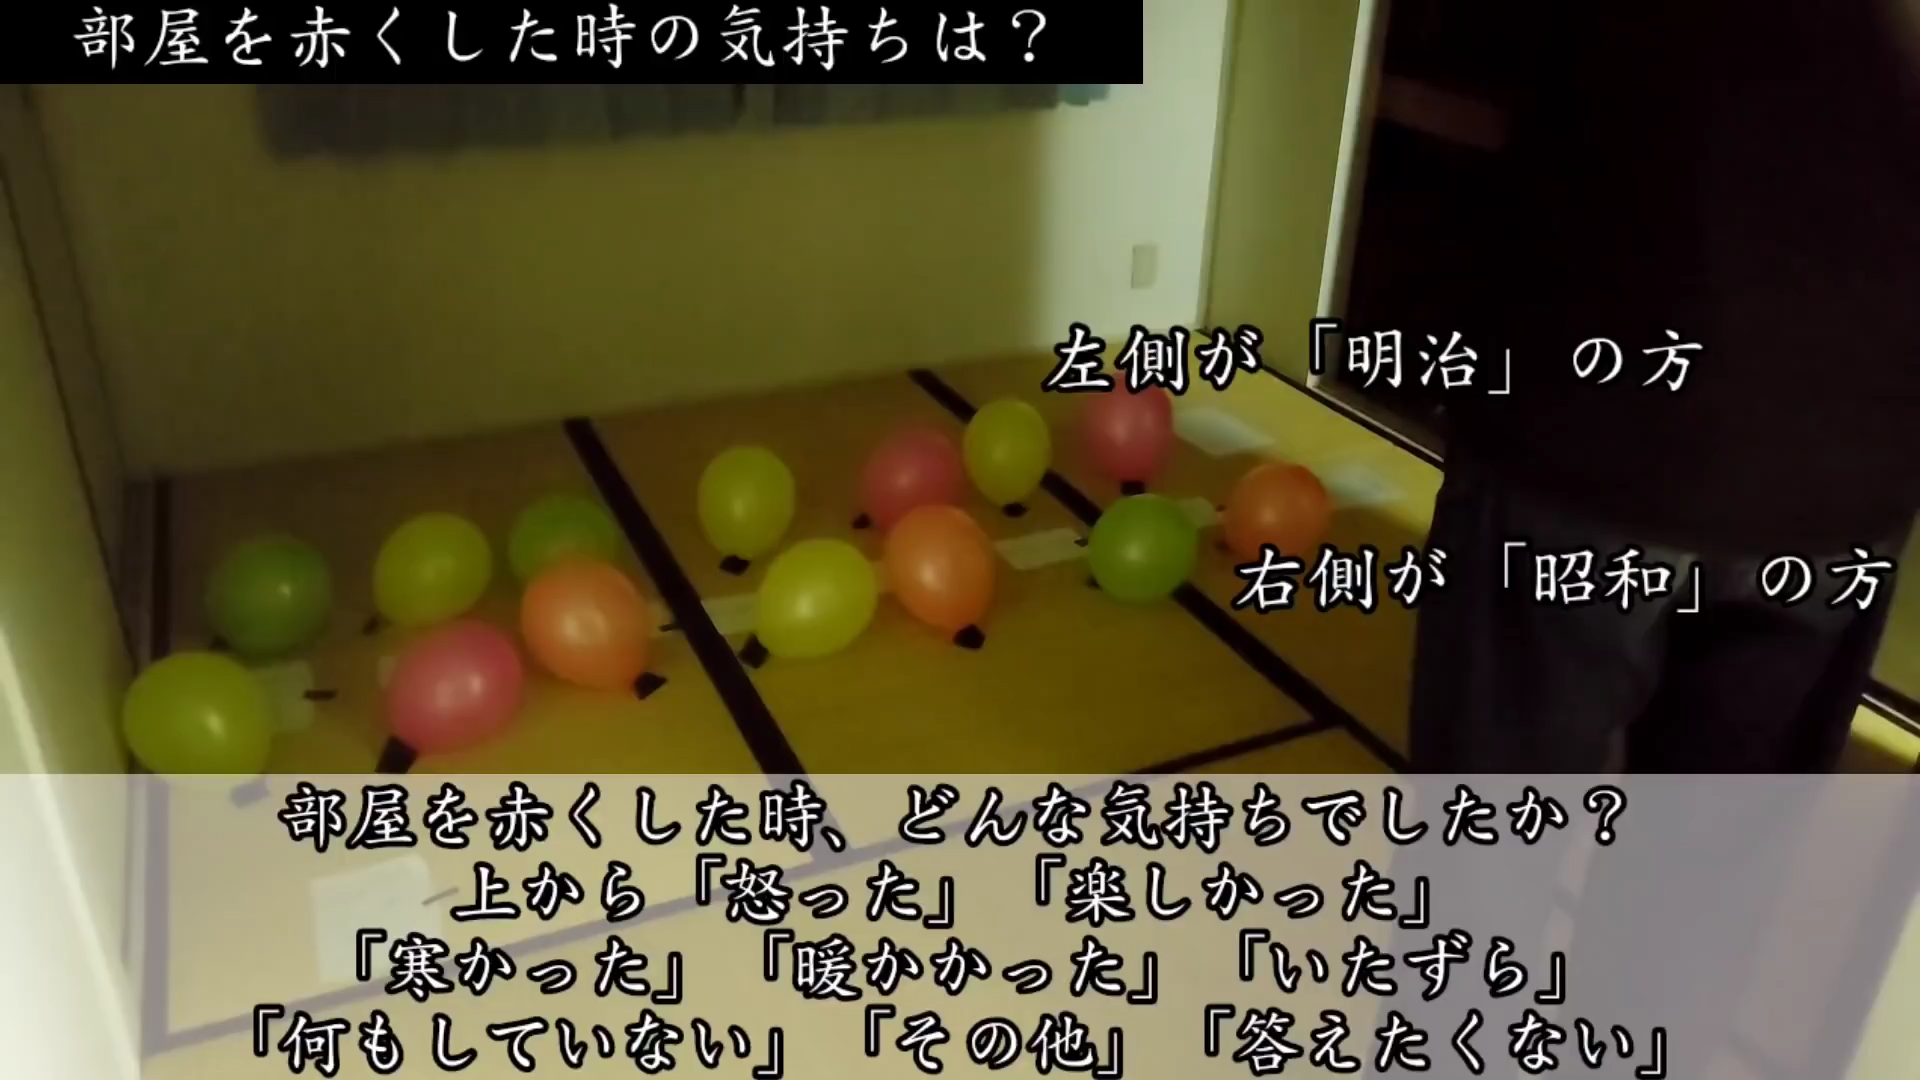 部屋を赤くした時の気持ちは？
左側が「明治」の方
右側が「昭和」の方
部屋を赤くした時、どんな気持ちでしたか？
上から「怒った」「楽しかった」
「寒かった」「暖かかった」「いたずら」
「何もしていない」「その他」「答えたくない」